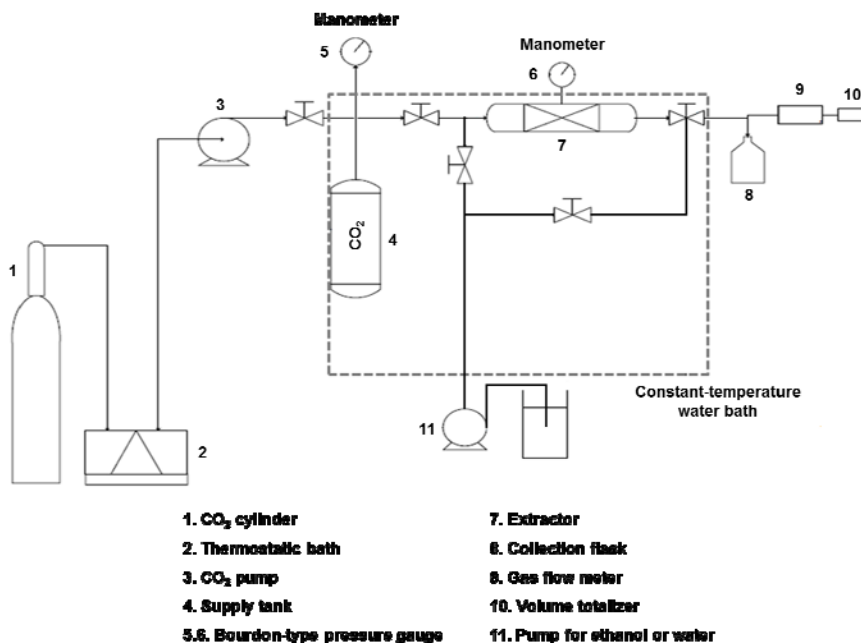 Manometer
5
Manometer
6
3
9
10
7
8
CO2
4
1
Constant-temperature
water bath
11
2
1. CO2 cylinder
2. Thermostatic bath
3. CO2 pump
4. Supply tank
5.6. Bourdon-type pressure gauge
7. Extractor
8. Collection flask
9. Gas flow meter
10. Volume totalizer
11. Pump for ethanol or water